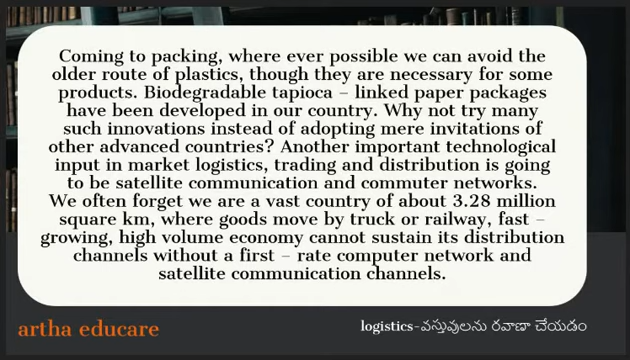 Coming to packing, where ever possible we can avoid the
older route of plastics, though they are necessary for some
products. Biodegradable tapioca – linked paper packages
have been developed in our country. Why not try many
such innovations instead of adopting mere invitations of
other advanced countries? Another important technological
input in market logistics, trading and distribution is going
to be satellite communication and commuter networks.
We often forget we are a vast country of about 3.28 million
square km, where goods move by truck or railway, fast –
growing, high volume economy cannot sustain its distribution
channels without a first – rate computer network and
satellite communication channels.
artha educare
logistics-వస్తువులను రవాణా చేయడం